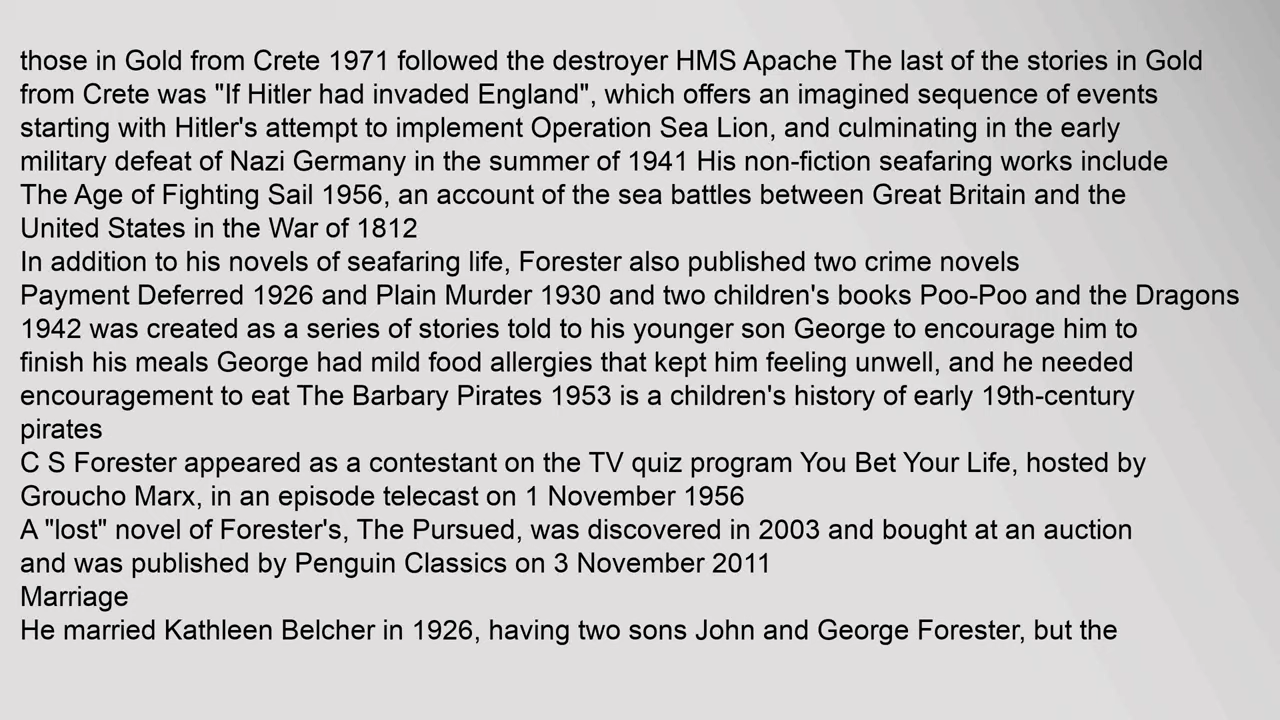 those in Gold from Crete 1971 followed the destroyer HMS Apache The last of the stories in Gold
from Crete was "If Hitler had invaded England", which offers an imagined sequence of events
starting with Hitler's attempt to implement Operation Sea Lion, and culminating in the early
military defeat of Nazi Germany in the summer of 1941 His non-fiction seafaring works include
The Age of Fighting Sail 1956, an account of the sea battles between Great Britain and the
United States in the War of 1812
In addition to his novels of seafaring life, Forester also published two crime novels
Payment Deferred 1926 and Plain Murder 1930 and two children's books Poo-Poo and the Dragons
1942 was created as a series of stories told to his younger son George to encourage him to
finish his meals George had mild food allergies that kept him feeling unwell, and he needed
encouragement to eat The Barbary Pirates 1953 is a children's history of early 19th-century
pirates
C S Forester appeared as a contestant on the TV quiz program You Bet Your Life, hosted by
Groucho Marx, in an episode telecast on 1 November 1956
A "lost" novel of Forester's, The Pursued, was discovered in 2003 and bought at an auction
and was published by Penguin Classics on 3 November 2011
Marriage
He married Kathleen Belcher in 1926, having two sons John and George Forester, but the